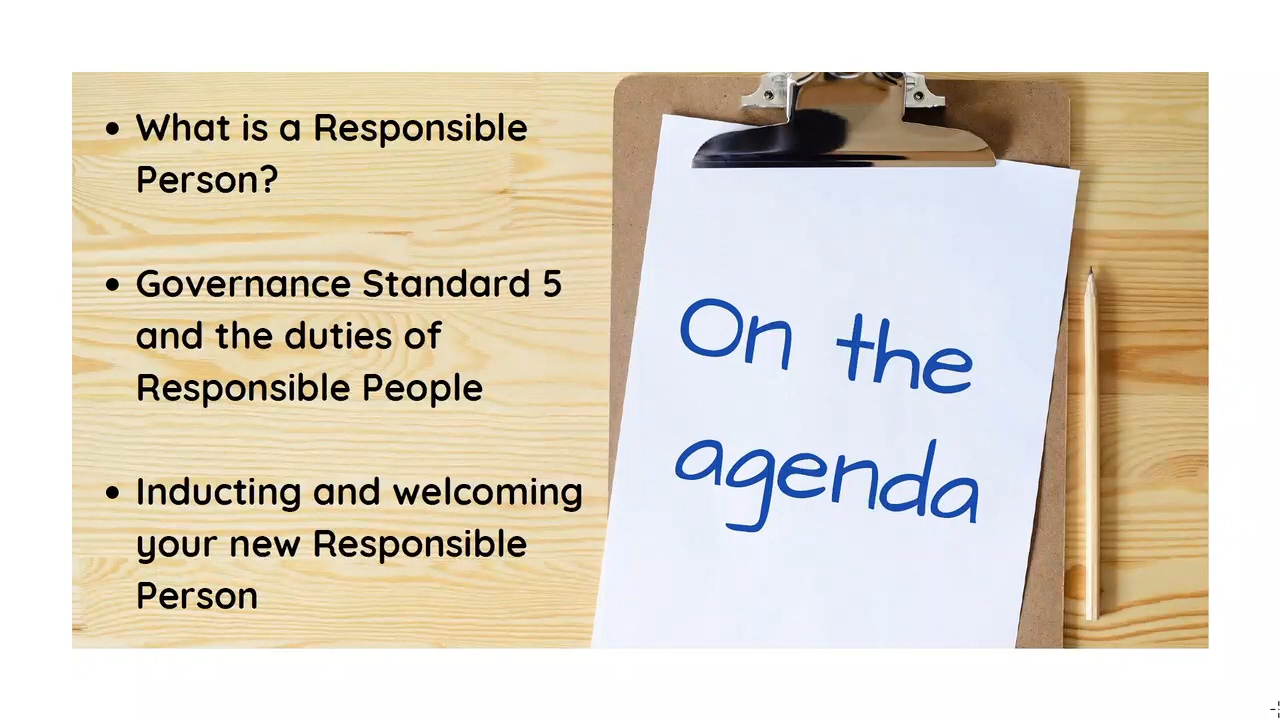 • What is a Responsible
Person?
• Governance Standard 5
and the duties of
Responsible People
• Inducting and welcoming
your new Responsible
Person
On the
agenda